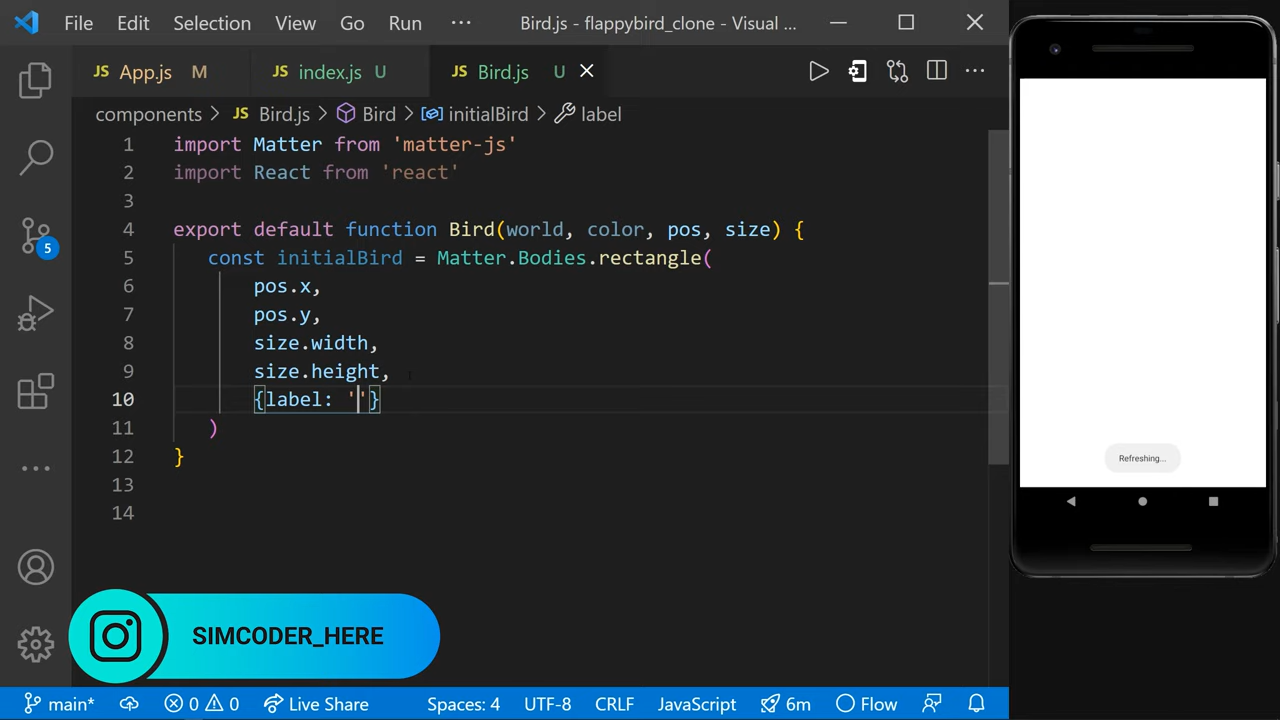 File Edit Selection View Go Run ··· Bird.js - flappybird_clone - Visual ...
JS App.js M JS index.js U JS Bird.js U
components > JS Bird.js > Bird > initialBird > label
1 import Matter from 'matter-js'
2 import React from 'react'
3
4 export default function Bird(world, color, pos, size) {
5 const initialBird = Matter.Bodies.rectangle(
6 pos.x,
7 pos.y,
8 size.width,
9 size.height,
10 {label: ''}
11 )
12 }
13
14
5
Refreshing...
SIMCODER_HERE
main* 0 0 Live Share Spaces: 4 UTF-8 CRLF JavaScript 6m Flow